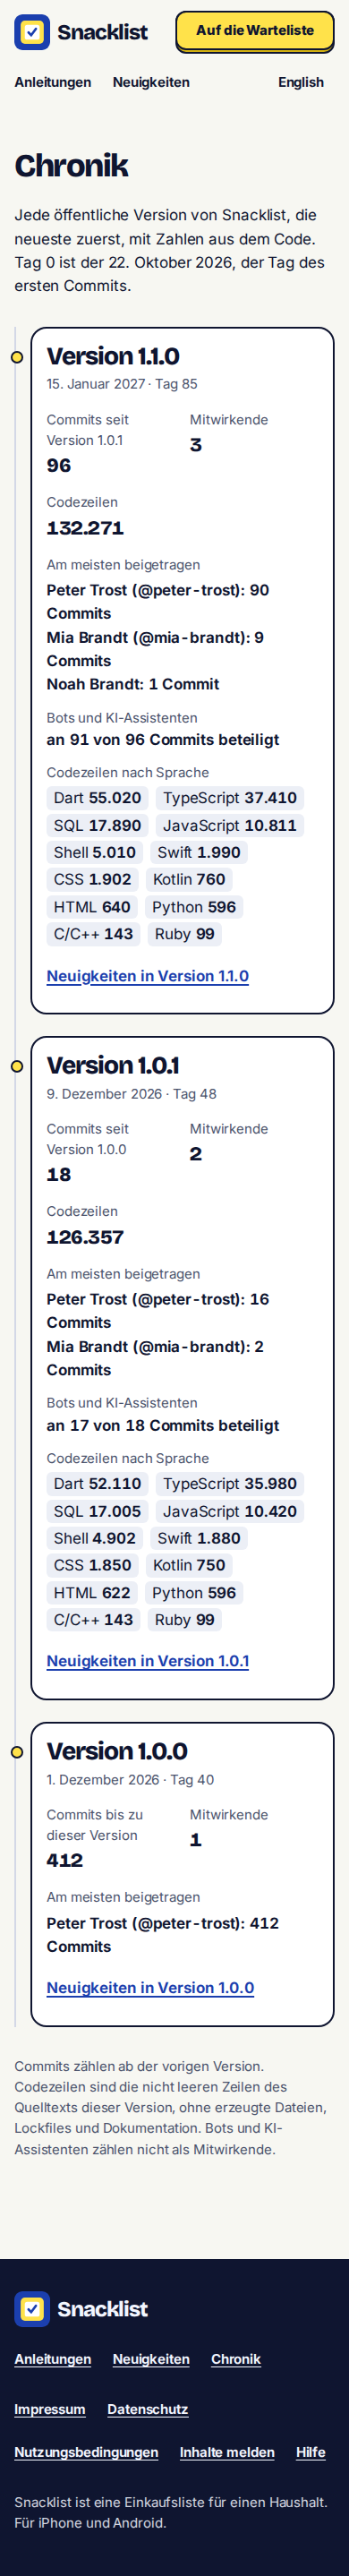 Snacklist
Auf die Warteliste
Anleitungen Neuigkeiten English
Chronik
Jede öffentliche Version von Snacklist, die
neueste zuerst, mit Zahlen aus dem Code.
Tag 0 ist der 22. Oktober 2026, der Tag des
ersten Commits.
Version 1.1.0
15. Januar 2027 · Tag 85
Commits seit
Version 1.0.1
96
Mitwirkende
3
Codezeilen
132.271
Am meisten beigetragen
Peter Trost (@peter-trost): 90
Commits
Mia Brandt (@mia-brandt): 9
Commits
Noah Brandt: 1 Commit
Bots und KI-Assistenten
an 91 von 96 Commits beteiligt
Codezeilen nach Sprache
Dart 55.020 TypeScript 37.410
SQL 17.890 JavaScript 10.811
Shell 5.010 Swift 1.990
CSS 1.902 Kotlin 760
HTML 640 Python 596
C/C++ 143 Ruby 99
Neuigkeiten in Version 1.1.0
Version 1.0.1
9. Dezember 2026 · Tag 48
Commits seit
Version 1.0.0
18
Mitwirkende
2
Codezeilen
126.357
Am meisten beigetragen
Peter Trost (@peter-trost): 16
Commits
Mia Brandt (@mia-brandt): 2
Commits
Bots und KI-Assistenten
an 17 von 18 Commits beteiligt
Codezeilen nach Sprache
Dart 52.110 TypeScript 35.980
SQL 17.005 JavaScript 10.420
Shell 4.902 Swift 1.880
CSS 1.850 Kotlin 750
HTML 622 Python 596
C/C++ 143 Ruby 99
Neuigkeiten in Version 1.0.1
Version 1.0.0
1. Dezember 2026 · Tag 40
Commits bis zu
dieser Version
412
Mitwirkende
1
Am meisten beigetragen
Peter Trost (@peter-trost): 412
Commits
Neuigkeiten in Version 1.0.0
Commits zählen ab der vorigen Version.
Codezeilen sind die nicht leeren Zeilen des
Quelltexts dieser Version, ohne erzeugte Dateien,
Lockfiles und Dokumentation. Bots und KI-
Assistenten zählen nicht als Mitwirkende.
Snacklist
Anleitungen Neuigkeiten Chronik
Impressum Datenschutz
Nutzungsbedingungen Inhalte melden Hilfe
Snacklist ist eine Einkaufsliste für einen Haushalt.
Für iPhone und Android.